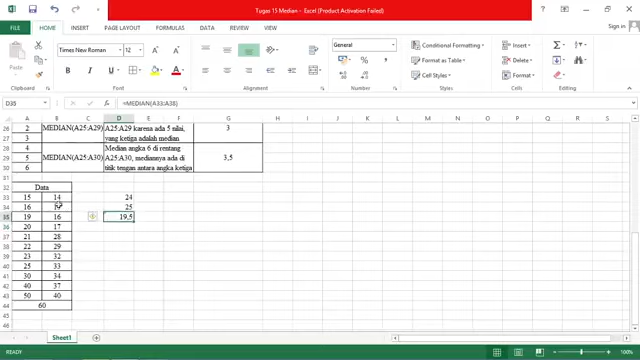 Tugas 15 Median - Excel (Product Activation Failed)
Sign in
FILE HOME INSERT PAGE LAYOUT FORMULAS DATA REVIEW VIEW
Paste
Times New Roman 12
General
Conditional Formatting
Format as Table
Cell Styles
Insert
Delete
Format
Clipboard Font Alignment Number Styles Cells Editing
D35 =MEDIAN(A33:A38)
A B C D E F G H I J K L M N O
26 2 MEDIAN(A25:A29) A25:A29 karena ada 5 nilai, 3
27 3 yang ketiga adalah median
28 4 Median angka 6 di rentang
29 5 MEDIAN(A25:A30) A25:A30, mediannya ada di 3,5
30 6 titik tengah antara angka ketiga
31
32 Data
33 15 14 24
34 16 25
35 19 16 19,5
36 20 17
37 21 28
38 22 29
39 23 32
40 25 33
41 30 34
42 40 37
43 50 40
44 60
45
46
Sheet1
READY 100%